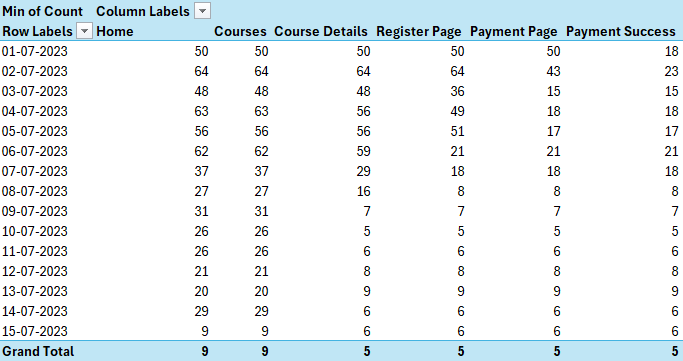 Min of Count Column Labels
Row Labels Home Courses Course Details Register Page Payment Page Payment Success
01-07-2023 50 50 50 50 50 18
02-07-2023 64 64 64 64 43 23
03-07-2023 48 48 48 36 15 15
04-07-2023 63 63 56 49 18 18
05-07-2023 56 56 56 51 17 17
06-07-2023 62 62 59 21 21 21
07-07-2023 37 37 29 18 18 18
08-07-2023 27 27 16 8 8 8
09-07-2023 31 31 7 7 7 7
10-07-2023 26 26 5 5 5 5
11-07-2023 26 26 6 6 6 6
12-07-2023 21 21 8 8 8 8
13-07-2023 20 20 9 9 9 9
14-07-2023 29 29 6 6 6 6
15-07-2023 9 9 6 6 6 6
Grand Total 9 9 5 5 5 5